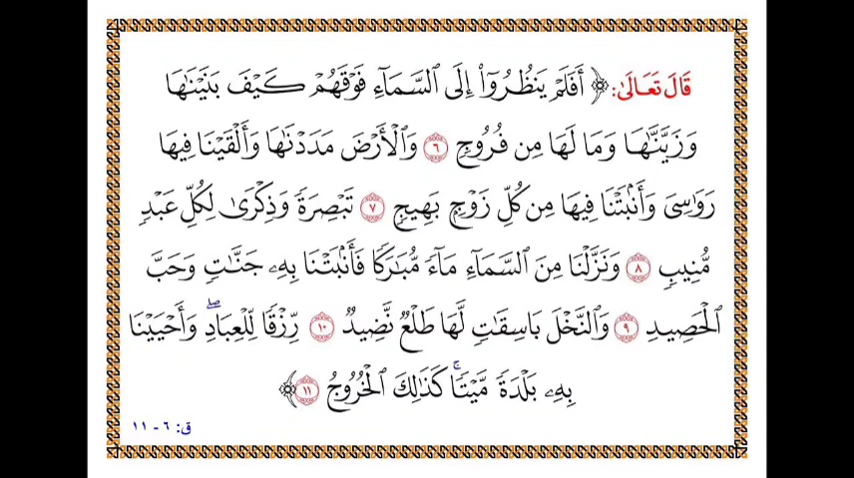 قَالَ تَعَالَىٰ: ﴿ أَفَلَمْ يَنظُرُوٓا۟ إِلَى ٱلسَّمَآءِ فَوْقَهُمْ كَيْفَ بَنَيْنَٰهَا
وَزَيَّنَّٰهَا وَمَا لَهَا مِن فُرُوجٍ ٦ وَٱلْأَرْضَ مَدَدْنَٰهَا وَأَلْقَيْنَا فِيهَا
رَوَٰسِىَ وَأَنۢبَتْنَا فِيهَا مِن كُلِّ زَوْجٍۭ بَهِيجٍ ٧ تَبْصِرَةً وَذِكْرَىٰ لِكُلِّ عَبْدٍ
مُّنِيبٍ ٨ وَنَزَّلْنَا مِنَ ٱلسَّمَآءِ مَآءً مُّبَٰرَكًا فَأَنۢبَتْنَا بِهِۦ جَنَّٰتٍ وَحَبَّ
ٱلْحَصِيدِ ٩ وَٱلنَّخْلَ بَاسِقَٰتٍ لَّهَا طَلْعٌ نَّضِيدٌ ١٠ رِّزْقًا لِّلْعِبَادِ ۖ وَأَحْيَيْنَا
بِهِۦ بَلْدَةً مَّيْتًا ۚ كَذَٰلِكَ ٱلْخُرُوجُ ١١ ﴾
ق: ٦ - ١١